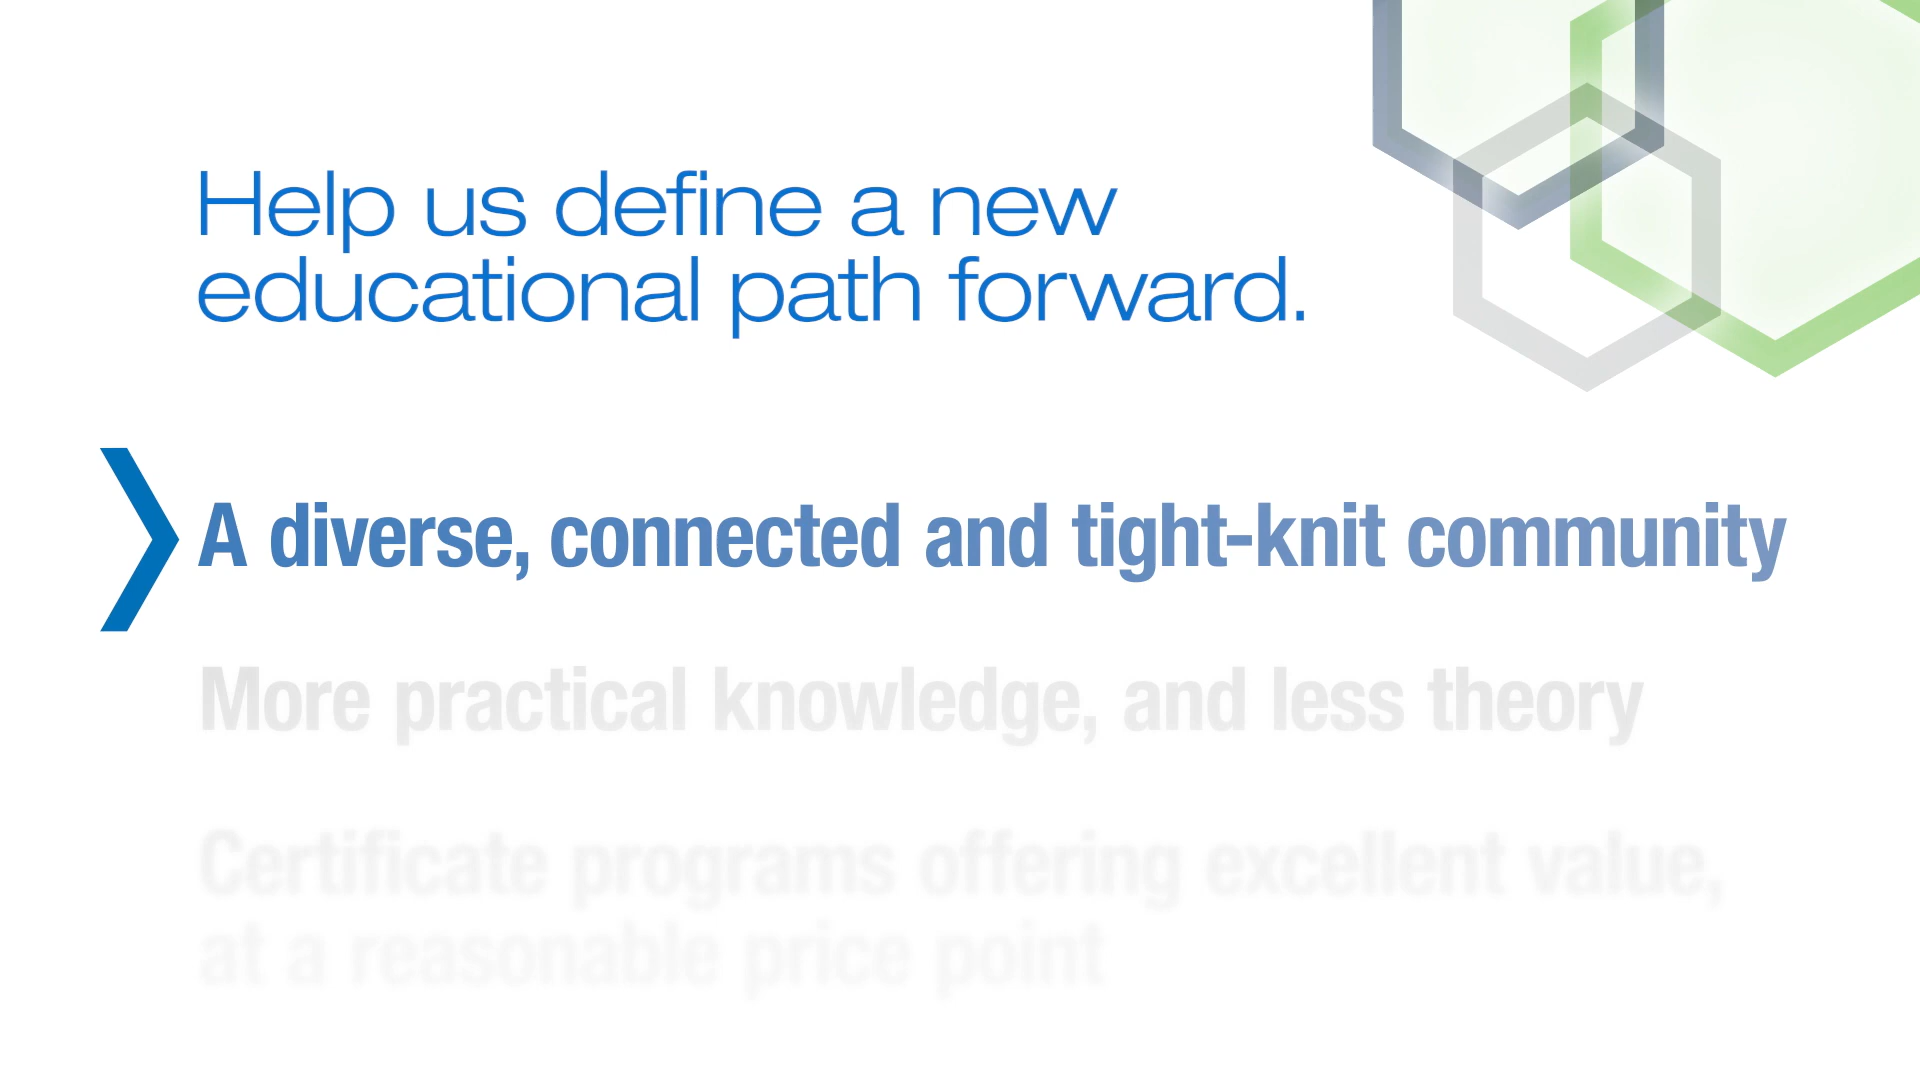 Help us define a new
educational path forward.
A diverse, connected and tight-knit community
More practical knowledge, and less theory
Certificate programs offering excellent value,
at a reasonable price point